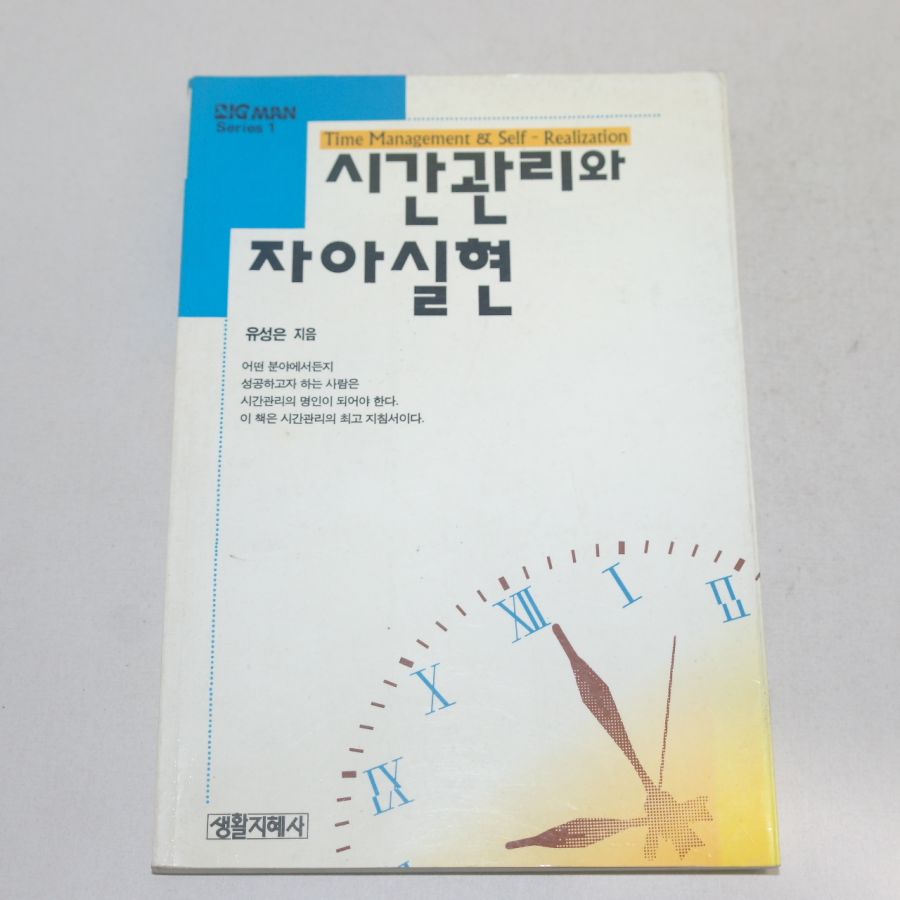 BIG MAN
Series 1
Time Management & Self - Realization
시간관리와
자아실현
유성은 지음
어떤 분야에서든지
성공하고자 하는 사람은
시간관리의 명인이 되어야 한다.
이 책은 시간관리의 최고 지침서이다.
XII
I
II
X
IX
생활지혜사